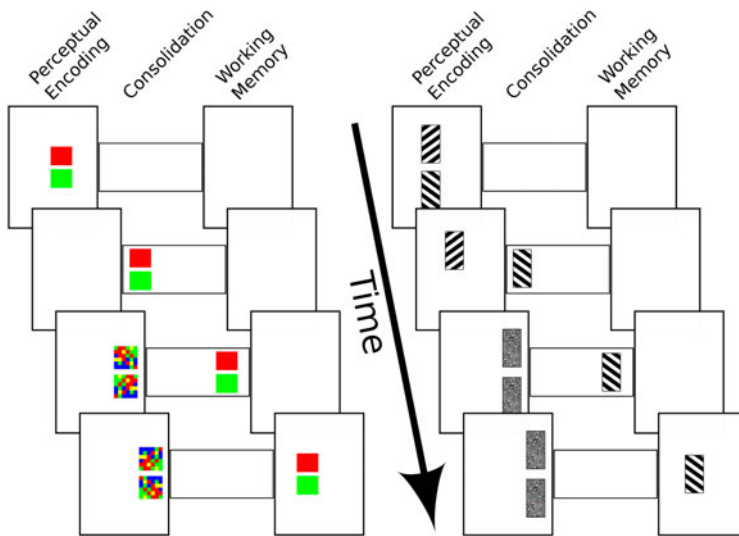 Perceptual
Encoding
Consolidation
Working
Memory
Perceptual
Encoding
Consolidation
Working
Memory
Time